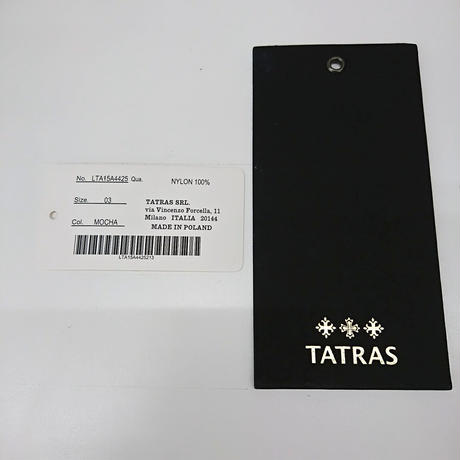 No. LTA15A4425 Qua. NYLON 100%
Size. 03
Col. MOCHA
TATRAS SRL.
via Vincenzo Forcella, 11
Milano ITALIA 20144
MADE IN POLAND
LTA15A4425213
TATRAS